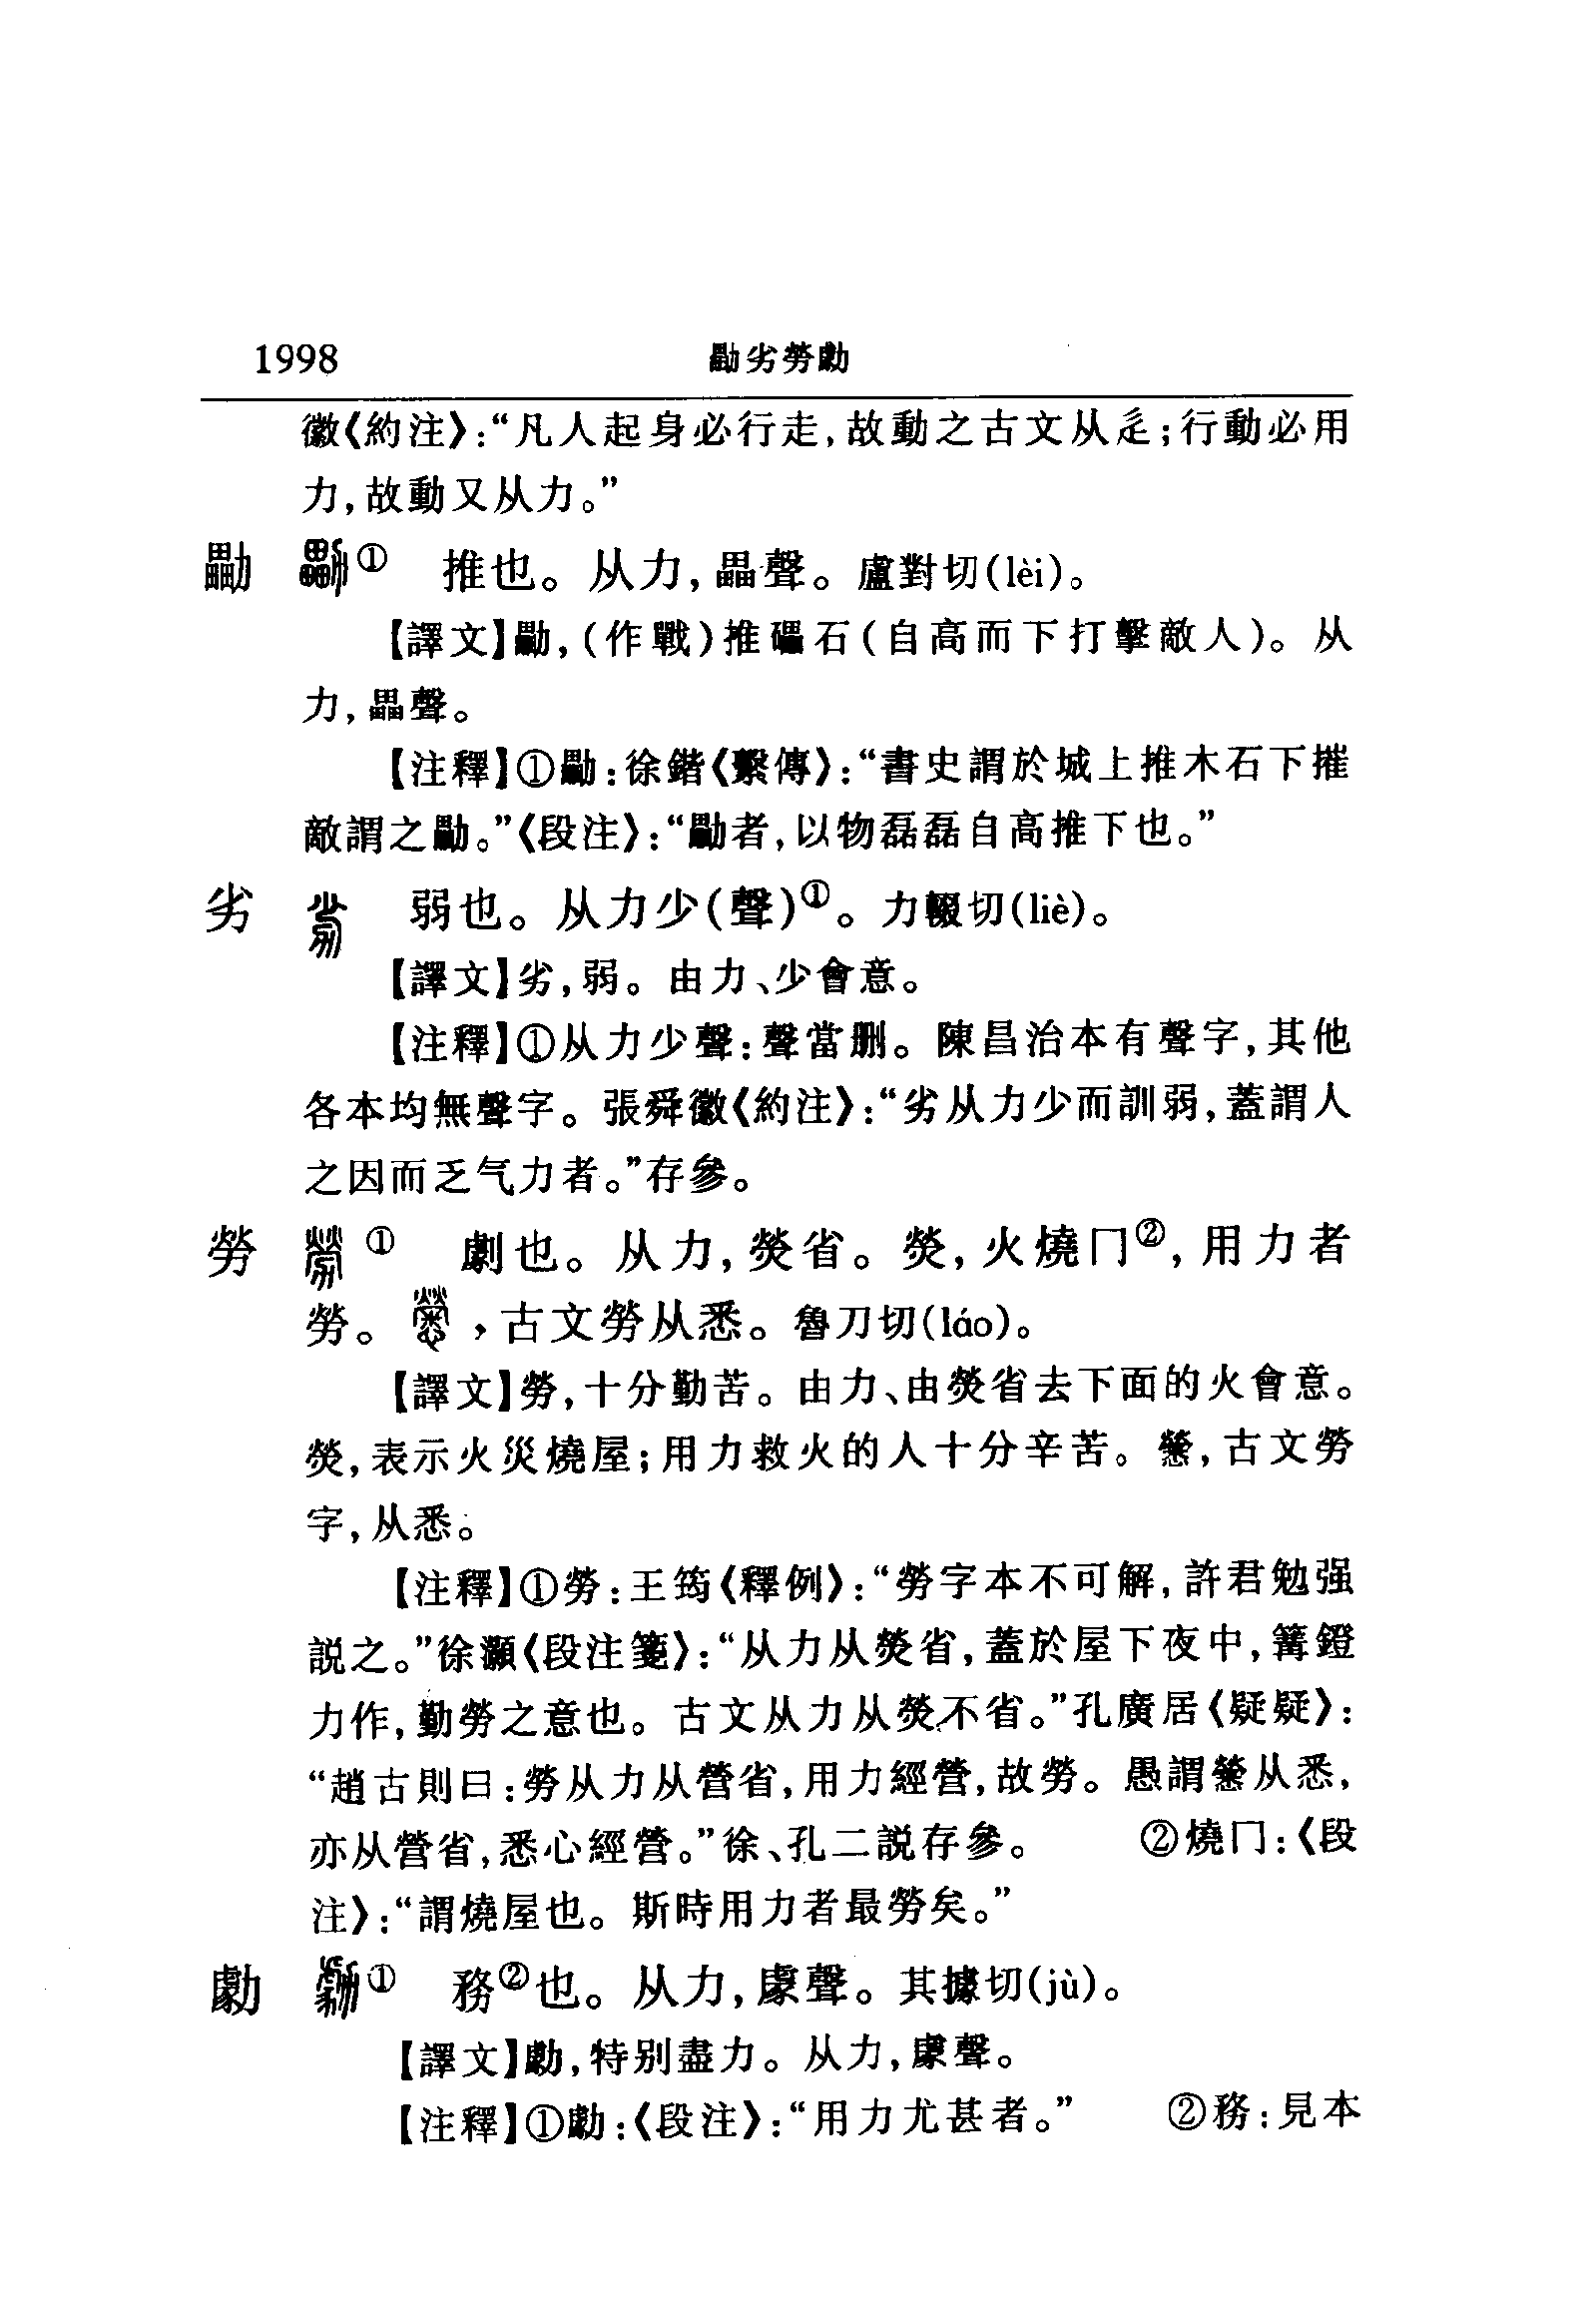 1998 勶劣勞勮
徽《約注》:“凡人起身必行走,故動之古文从辵;行動必用
力,故動又从力。”
勶 ① 推也。从力,畾聲。盧對切(lèi)。
【譯文】勶,(作戰)推礧石(自高而下打擊敵人)。从
力,畾聲。
【注釋】①勶:徐鍇《繫傳》:“書史謂於城上推木石下摧
敵謂之勶。”《段注》:“勶者,以物磊磊自高推下也。”
劣 弱也。从力少(聲)①。力輟切(liè)。
【譯文】劣,弱。由力、少會意。
【注釋】①从力少聲:聲當删。陳昌治本有聲字,其他
各本均無聲字。張舜徽《約注》:“劣从力少而訓弱,蓋謂人
之因而乏气力者。”存參。
勞 ① 劇也。从力,熒省。熒,火燒冂②,用力者
勞。 ,古文勞从悉。魯刀切(láo)。
【譯文】勞,十分勤苦。由力、由熒省去下面的火會意。
熒,表示火災燒屋;用力救火的人十分辛苦。 ,古文勞
字,从悉。
【注釋】①勞:王筠《釋例》:“勞字本不可解,許君勉强
説之。”徐灝《段注箋》:“从力从熒省,蓋於屋下夜中,篝鐙
力作,勤勞之意也。古文从力从熒不省。”孔廣居《疑疑》:
“趙古則曰:勞从力从營省,用力經營,故勞。愚謂 从悉,
亦从營省,悉心經營。”徐、孔二説存參。 ②燒冂:《段
注》:“謂燒屋也。斯時用力者最勞矣。”
勮 ① 務②也。从力,豦聲。其據切(jù)。
【譯文】勮,特别盡力。从力,豦聲。
【注釋】①勮:《段注》:“用力尤甚者。” ②務:見本